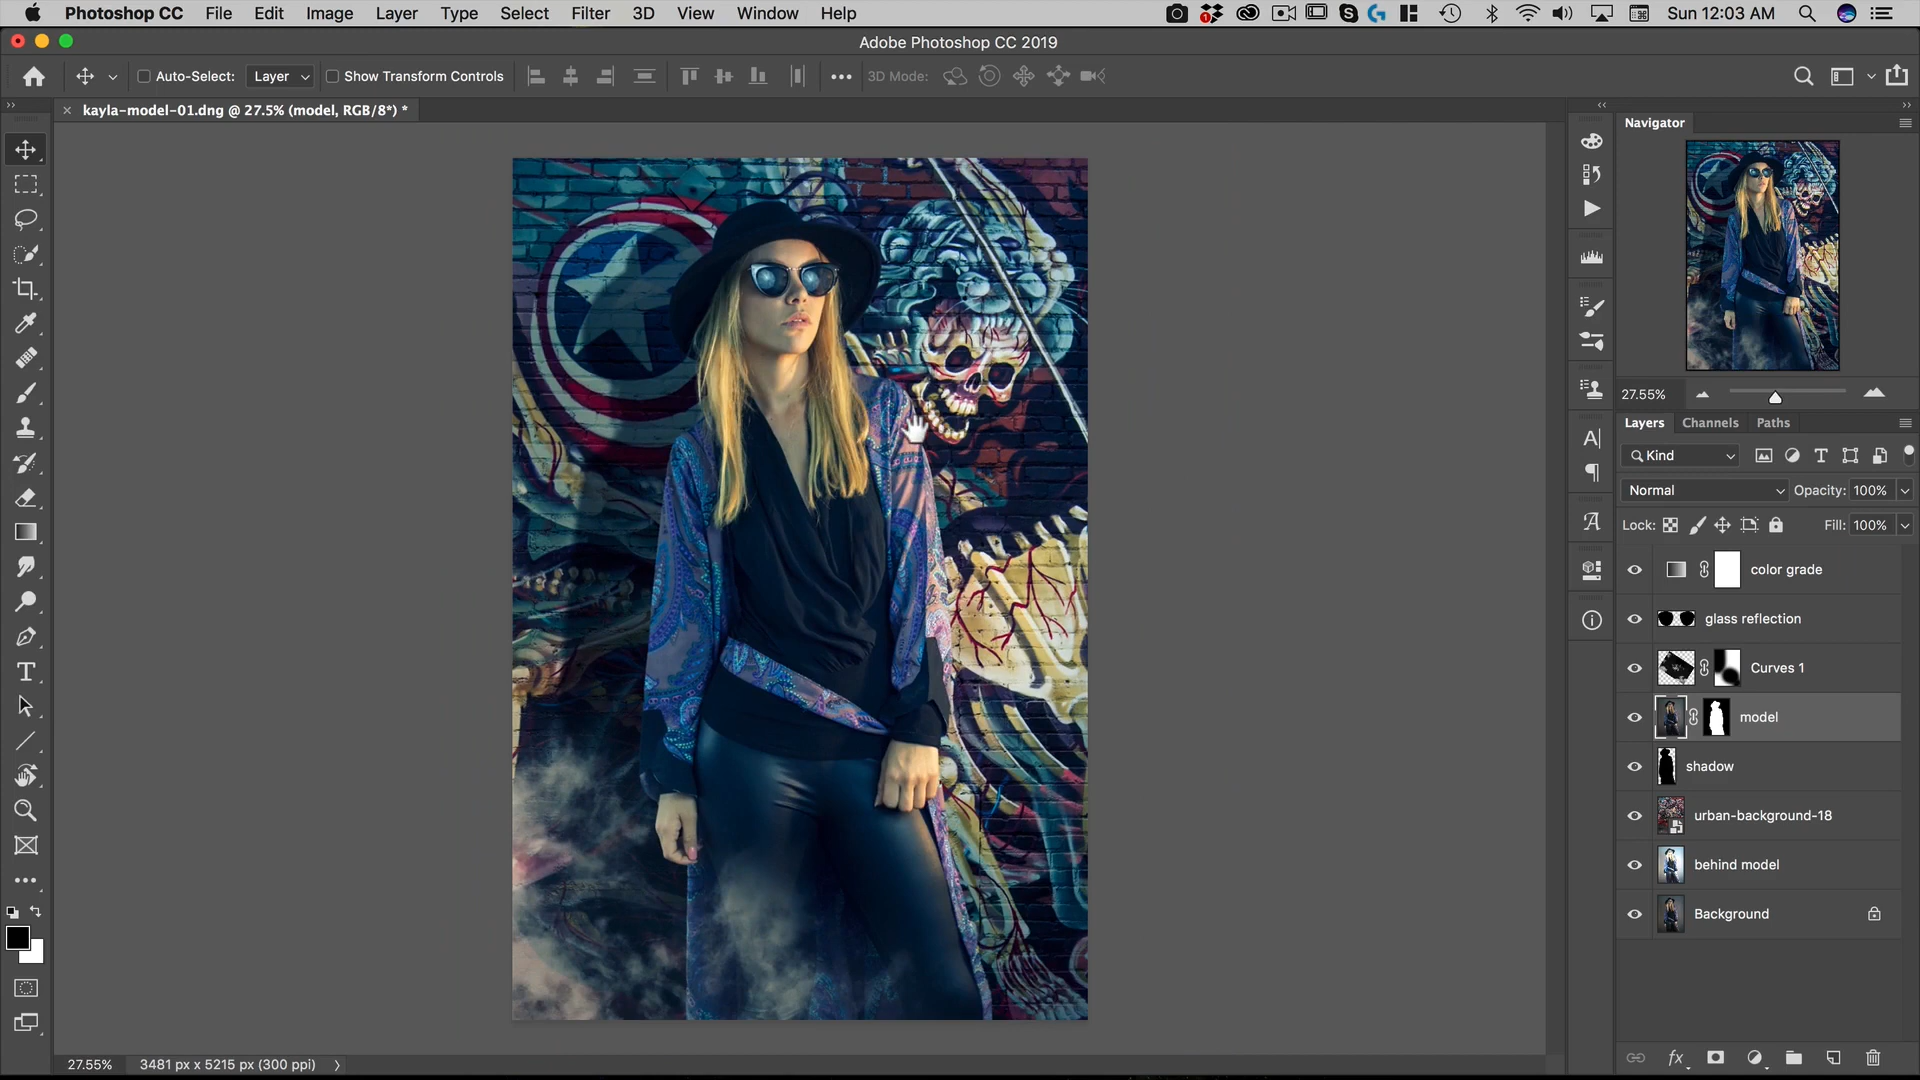 Photoshop CC File Edit Image Layer Type Select Filter 3D View Window Help 1 Sun 12:03 AM
Adobe Photoshop CC 2019
Auto-Select: Layer Show Transform Controls 3D Mode:
kayla-model-01.dng @ 27.5% (model, RGB/8*) *
Navigator
27.55%
Layers Channels Paths
Kind
Normal Opacity: 100%
Lock: Fill: 100%
color grade
glass reflection
Curves 1
model
shadow
urban-background-18
behind model
Background
fx
27.55% 3481 px x 5215 px (300 ppi)